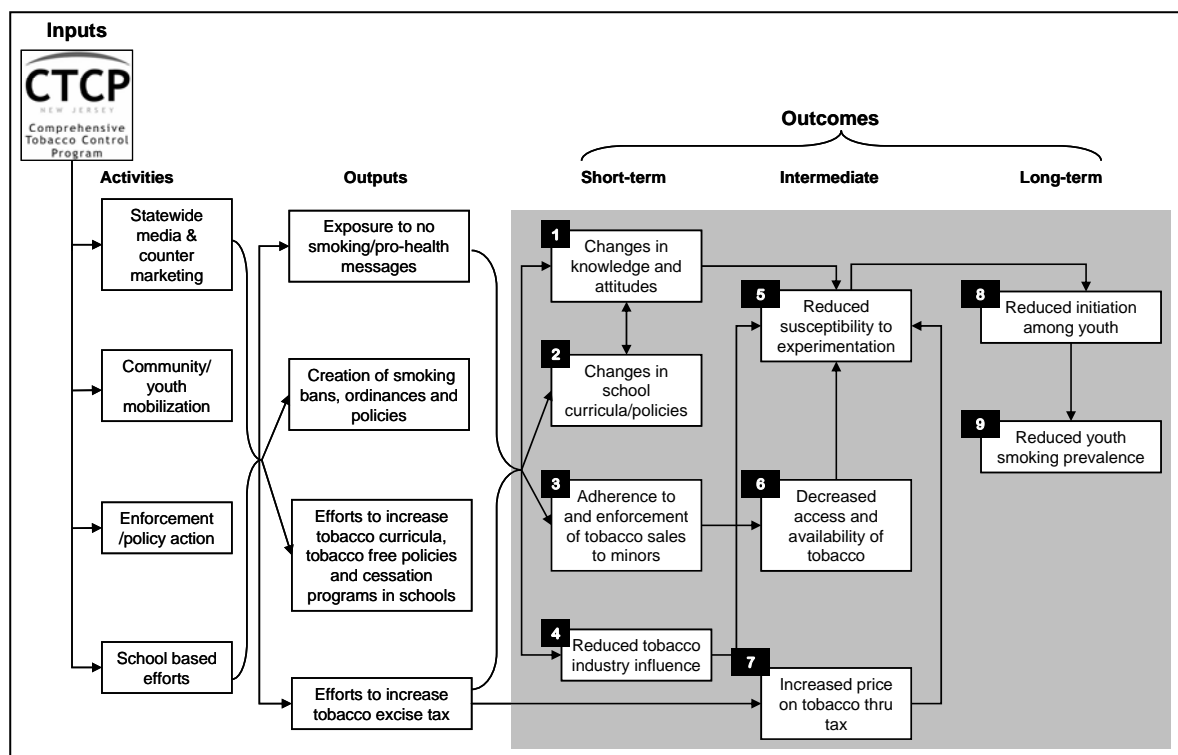 Inputs
CTCP
NEW JERSEY
Comprehensive
Tobacco Control
Program
Outcomes
Activities
Outputs
Short-term
Intermediate
Long-term
Statewide
media &
counter
marketing
Community/
youth
mobilization
Enforcement
/policy action
School based
efforts
Exposure to no
smoking/pro-health
messages
Creation of smoking
bans, ordinances and
policies
Efforts to increase
tobacco curricula,
tobacco free policies
and cessation
programs in schools
Efforts to increase
tobacco excise tax
1
Changes in
knowledge and
attitudes
2
Changes in
school
curricula/policies
3
Adherence to
and enforcement
of tobacco sales
to minors
4
Reduced tobacco
industry influence
5
Reduced
susceptibility to
experimentation
6
Decreased
access and
availability of
tobacco
7
Increased price
on tobacco thru
tax
8
Reduced initiation
among youth
9
Reduced youth
smoking prevalence